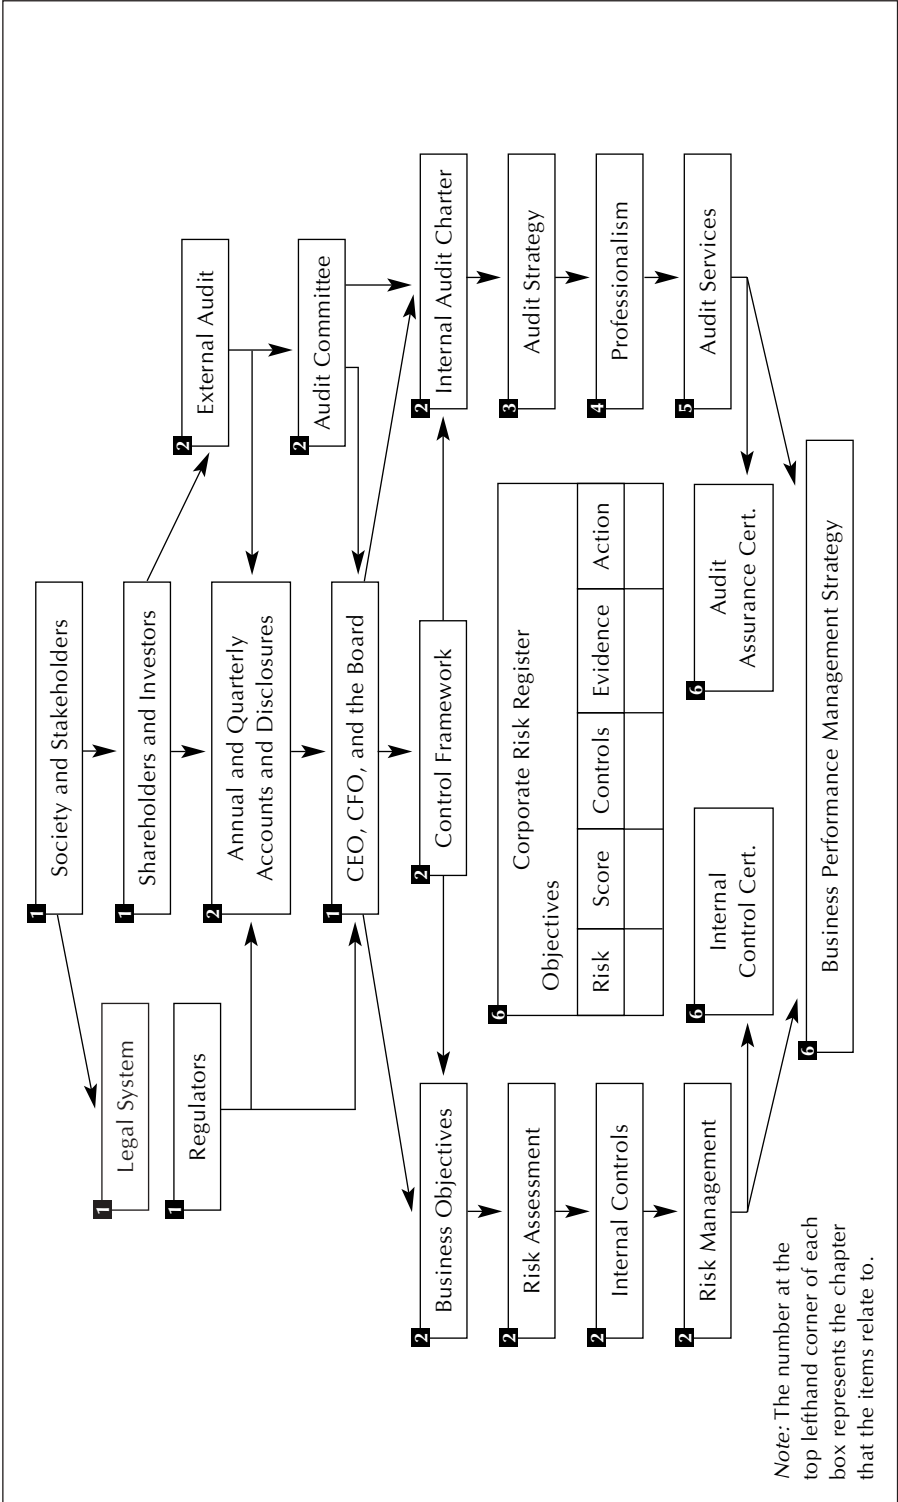 1
Society and Stakeholders
1
Legal System
1
Shareholders and Investors
1
Regulators
2
External Audit
2
Annual and Quarterly
Accounts and Disclosures
2
Audit Committee
1
CEO, CFO, and the Board
2
Business Objectives
2
Control Framework
2
Internal Audit Charter
2
Risk Assessment
3
Audit Strategy
6
Corporate Risk Register
Objectives
Risk
Score
Controls
Evidence
Action
2
Internal Controls
4
Professionalism
2
Risk Management
5
Audit Services
6
Internal
Control Cert.
6
Audit
Assurance Cert.
6
Business Performance Management Strategy
Note: The number at the
top lefthand corner of each
box represents the chapter
that the items relate to.